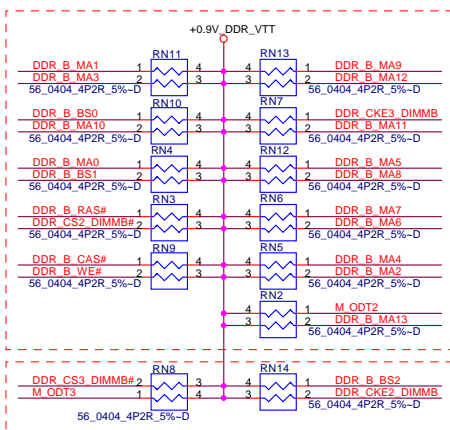 +0.9V_DDR_VTT
RN11 RN13
DDR_B_MA1 1 4 4 1 DDR_B_MA9
DDR_B_MA3 2 3 3 2 DDR_B_MA12
56_0404_4P2R_5%~D 56_0404_4P2R_5%~D
RN10 RN7
DDR_B_BS0 1 4 4 1 DDR_CKE3_DIMMB
DDR_B_MA10 2 3 3 2 DDR_B_MA11
56_0404_4P2R_5%~D 56_0404_4P2R_5%~D
RN4 RN12
DDR_B_MA0 1 4 4 1 DDR_B_MA5
DDR_B_BS1 2 3 3 2 DDR_B_MA8
56_0404_4P2R_5%~D 56_0404_4P2R_5%~D
RN3 RN6
DDR_B_RAS# 1 4 4 1 DDR_B_MA7
DDR_CS2_DIMMB# 2 3 3 2 DDR_B_MA6
56_0404_4P2R_5%~D 56_0404_4P2R_5%~D
RN9 RN5
DDR_B_CAS# 1 4 4 1 DDR_B_MA4
DDR_B_WE# 2 3 3 2 DDR_B_MA2
56_0404_4P2R_5%~D 56_0404_4P2R_5%~D
RN2
4 1 M_ODT2
3 2 DDR_B_MA13
56_0404_4P2R_5%~D
RN8 RN14
DDR_CS3_DIMMB# 2 3 4 1 DDR_B_BS2
M_ODT3 1 4 3 2 DDR_CKE2_DIMMB
56_0404_4P2R_5%~D 56_0404_4P2R_5%~D